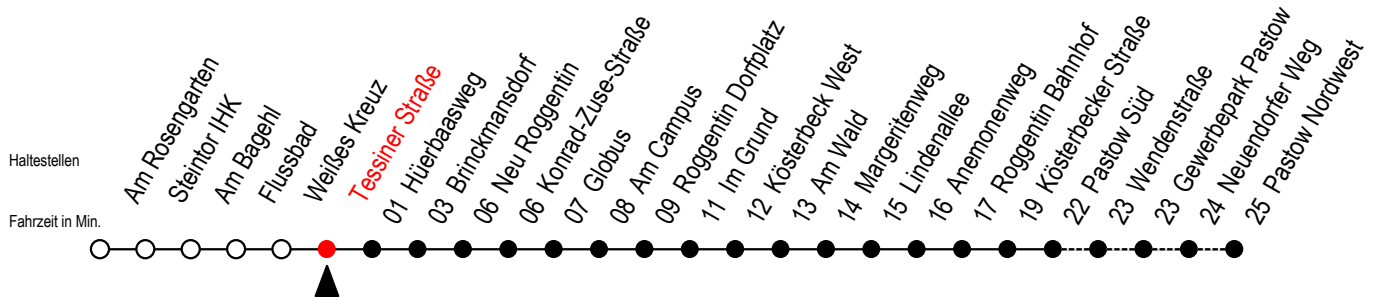 Haltestellen
Fahrzeit in Min.
Am Rosengarten
Steintor IHK
Am Bagehl
Flussbad
Weißes Kreuz
Tessiner Straße
01 Hüerbaasweg
03 Brinckmansdorf
06 Neu Roggentin
06 Konrad-Zuse-Straße
07 Globus
08 Am Campus
09 Roggentin Dorfplatz
11 Im Grund
12 Kösterbeck West
13 Am Wald
14 Margeritenweg
15 Lindenallee
16 Anemonenweg
17 Roggentin Bahnhof
19 Kösterbecker Straße
22 Pastow Süd
23 Wendenstraße
23 Gewerbepark Pastow
24 Neuendorfer Weg
25 Pastow Nordwest